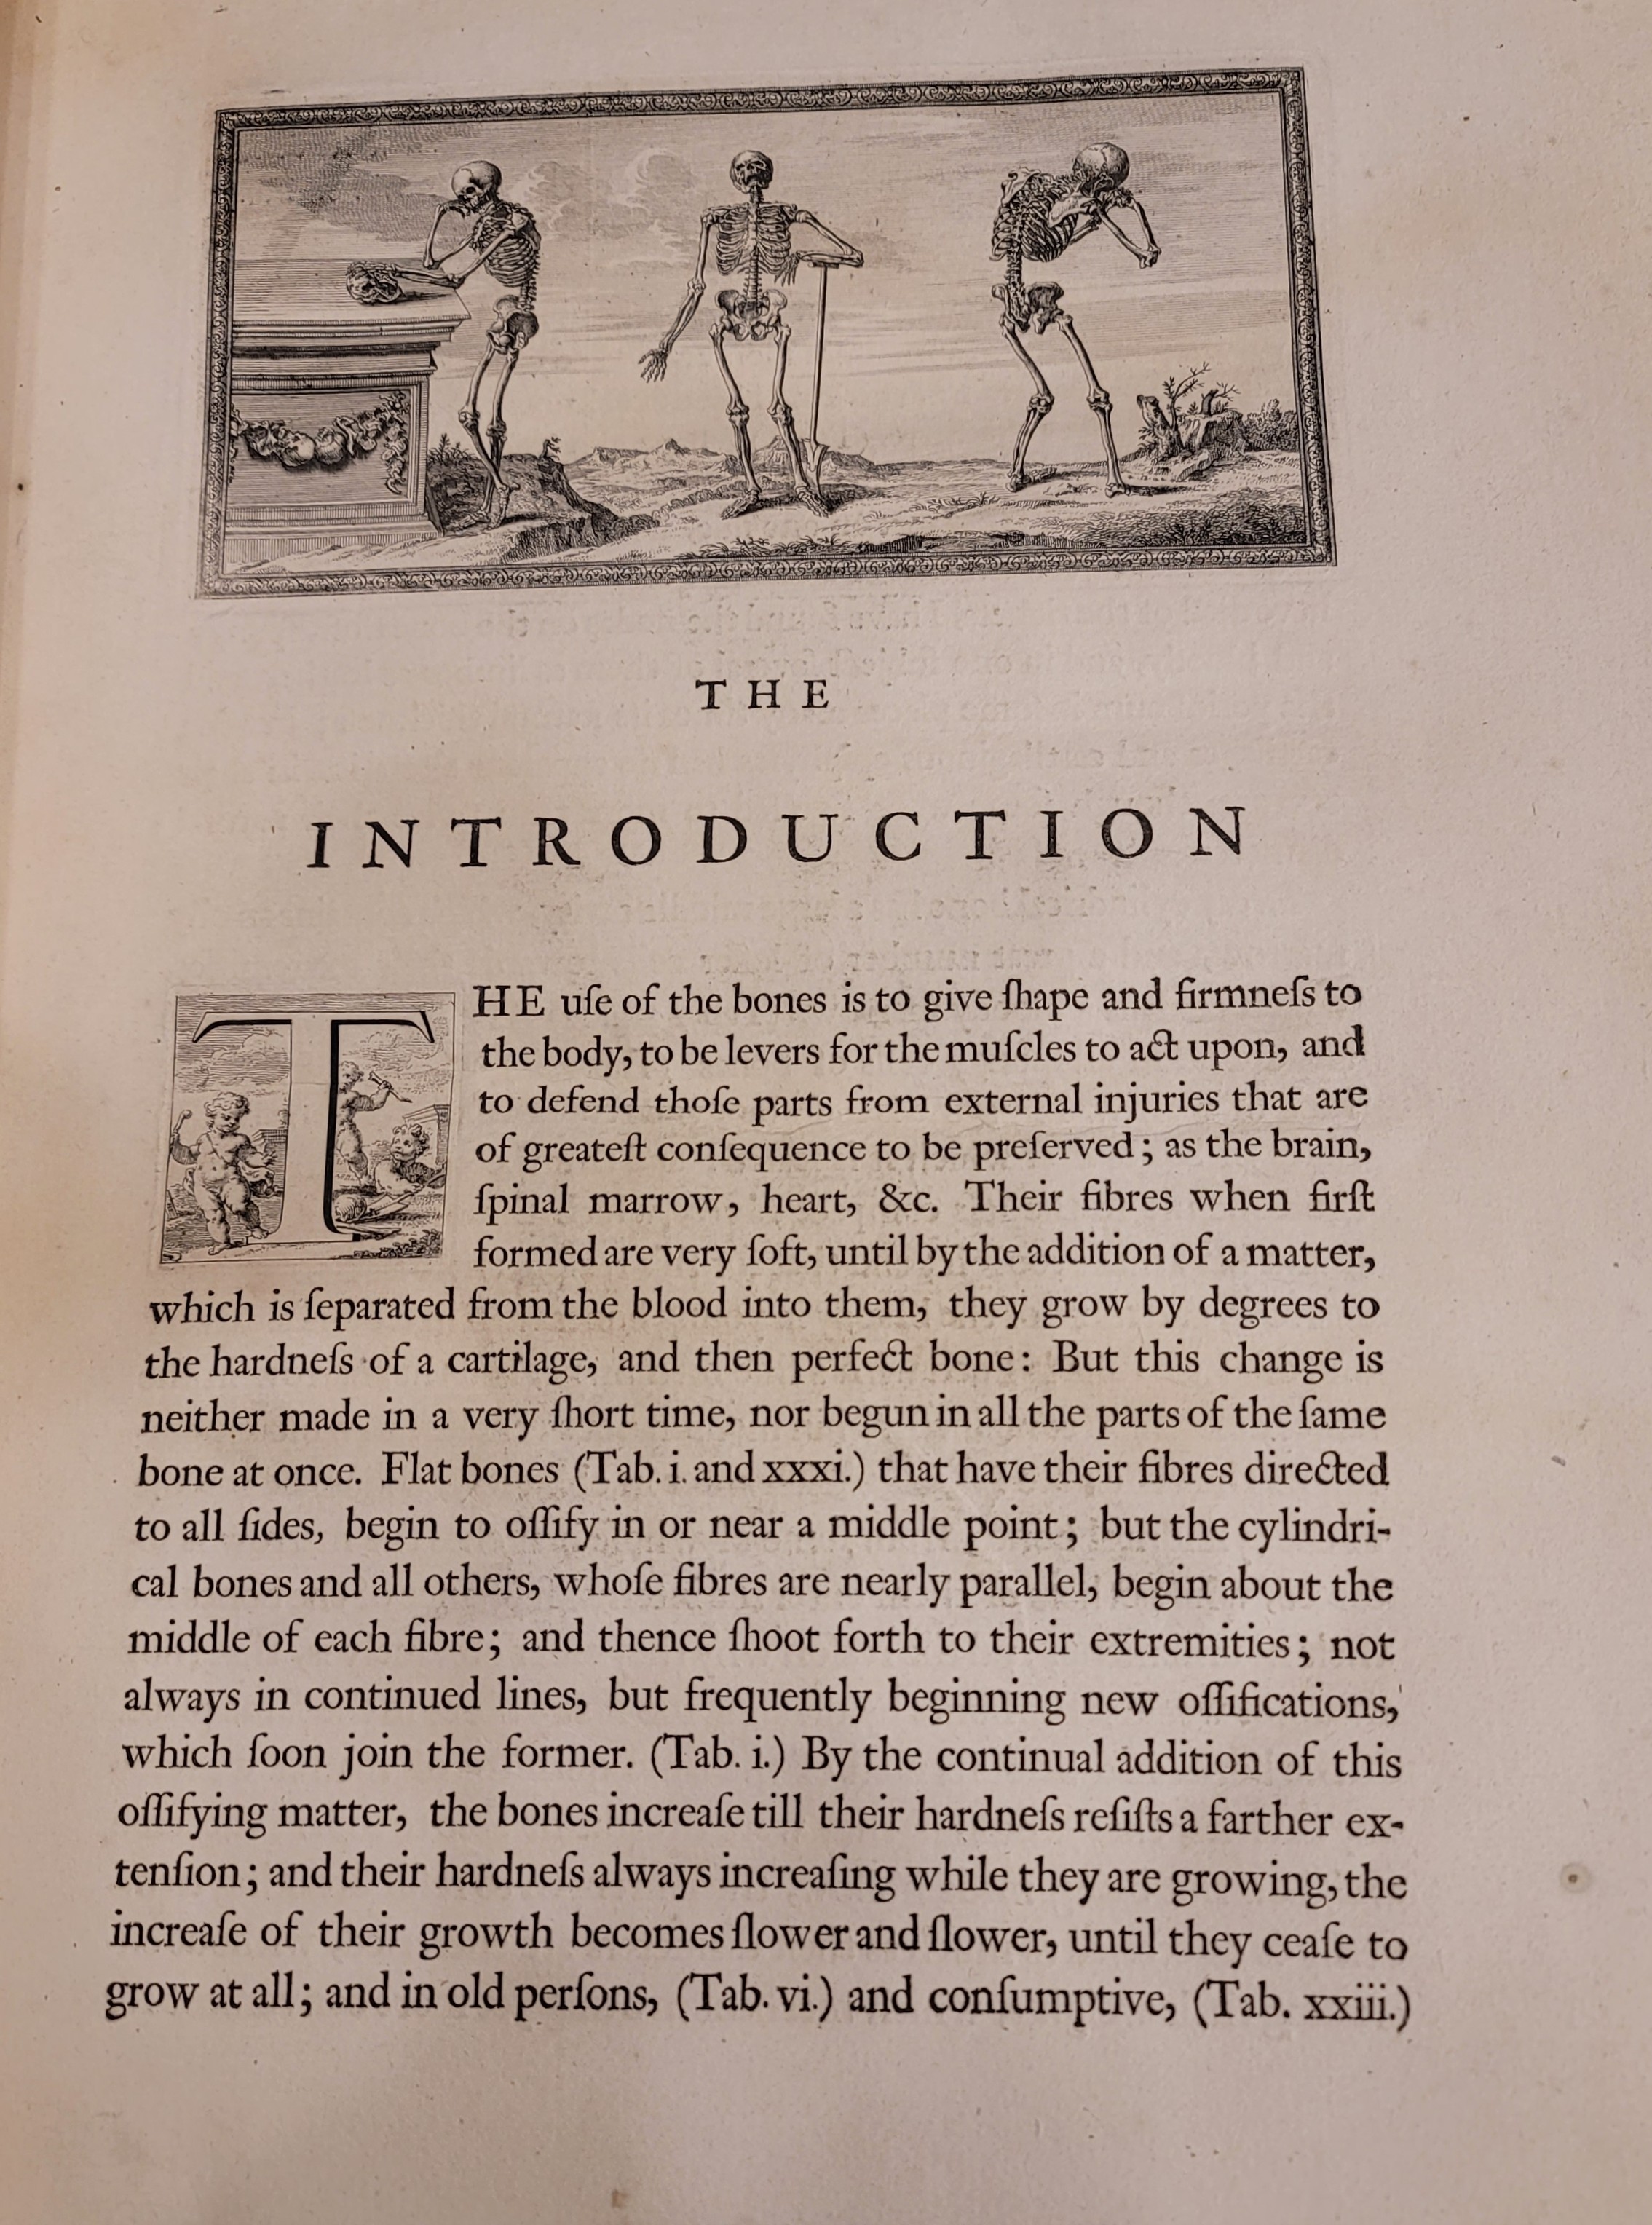 THE
INTRODUCTION
THE uſe of the bones is to give ſhape and firmneſs to
the body, to be levers for the muſcles to act upon, and
to defend thoſe parts from external injuries that are
of greateſt conſequence to be preſerved; as the brain,
ſpinal marrow, heart, &c. Their fibres when firſt
formed are very ſoft, until by the addition of a matter,
which is ſeparated from the blood into them, they grow by degrees to
the hardneſs of a cartilage, and then perfect bone: But this change is
neither made in a very ſhort time, nor begun in all the parts of the ſame
bone at once. Flat bones (Tab. i. and xxxi.) that have their fibres directed
to all ſides, begin to oſſify in or near a middle point; but the cylindri-
cal bones and all others, whoſe fibres are nearly parallel, begin about the
middle of each fibre; and thence ſhoot forth to their extremities; not
always in continued lines, but frequently beginning new oſſifications,
which ſoon join the former. (Tab. i.) By the continual addition of this
oſſifying matter, the bones increaſe till their hardneſs reſiſts a farther ex-
tenſion; and their hardneſs always increaſing while they are growing, the
increaſe of their growth becomes ſlower and ſlower, until they ceaſe to
grow at all; and in old perſons, (Tab. vi.) and conſumptive, (Tab. xxiii.)